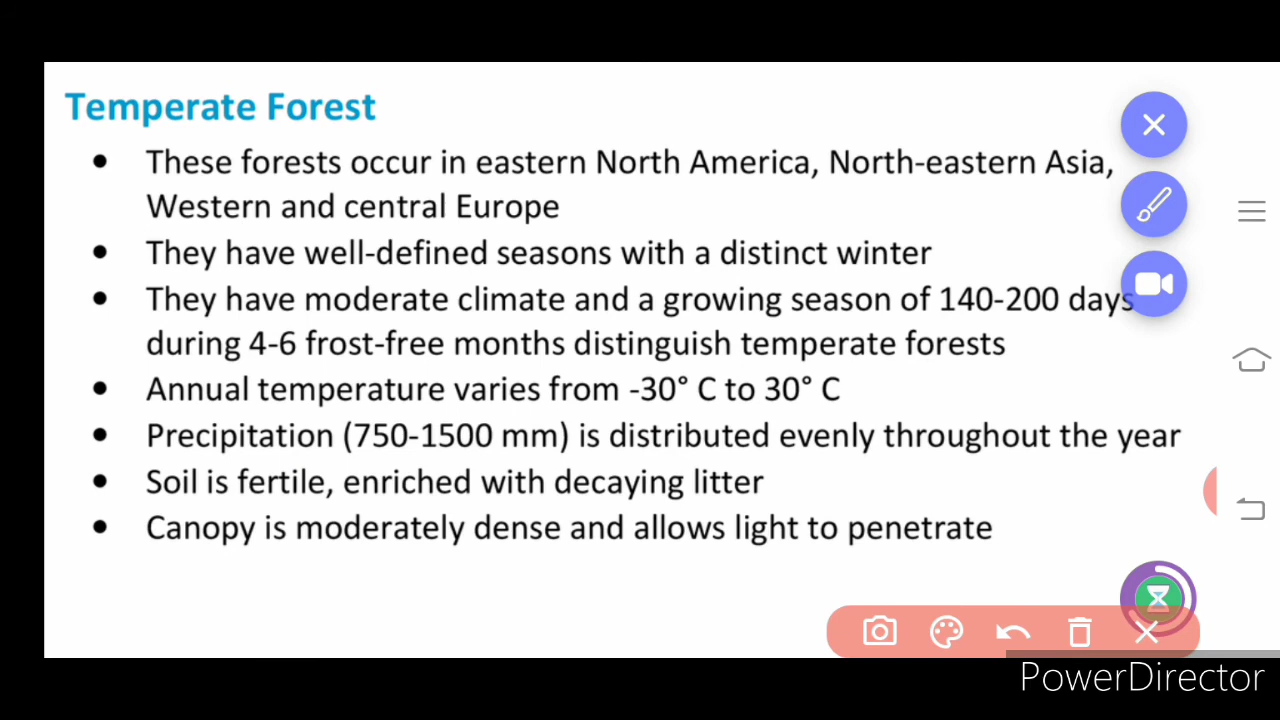 Temperate Forest
• These forests occur in eastern North America, North-eastern Asia,
Western and central Europe
• They have well-defined seasons with a distinct winter
• They have moderate climate and a growing season of 140-200 days
during 4-6 frost-free months distinguish temperate forests
• Annual temperature varies from -30° C to 30° C
• Precipitation (750-1500 mm) is distributed evenly throughout the year
• Soil is fertile, enriched with decaying litter
• Canopy is moderately dense and allows light to penetrate
PowerDirector